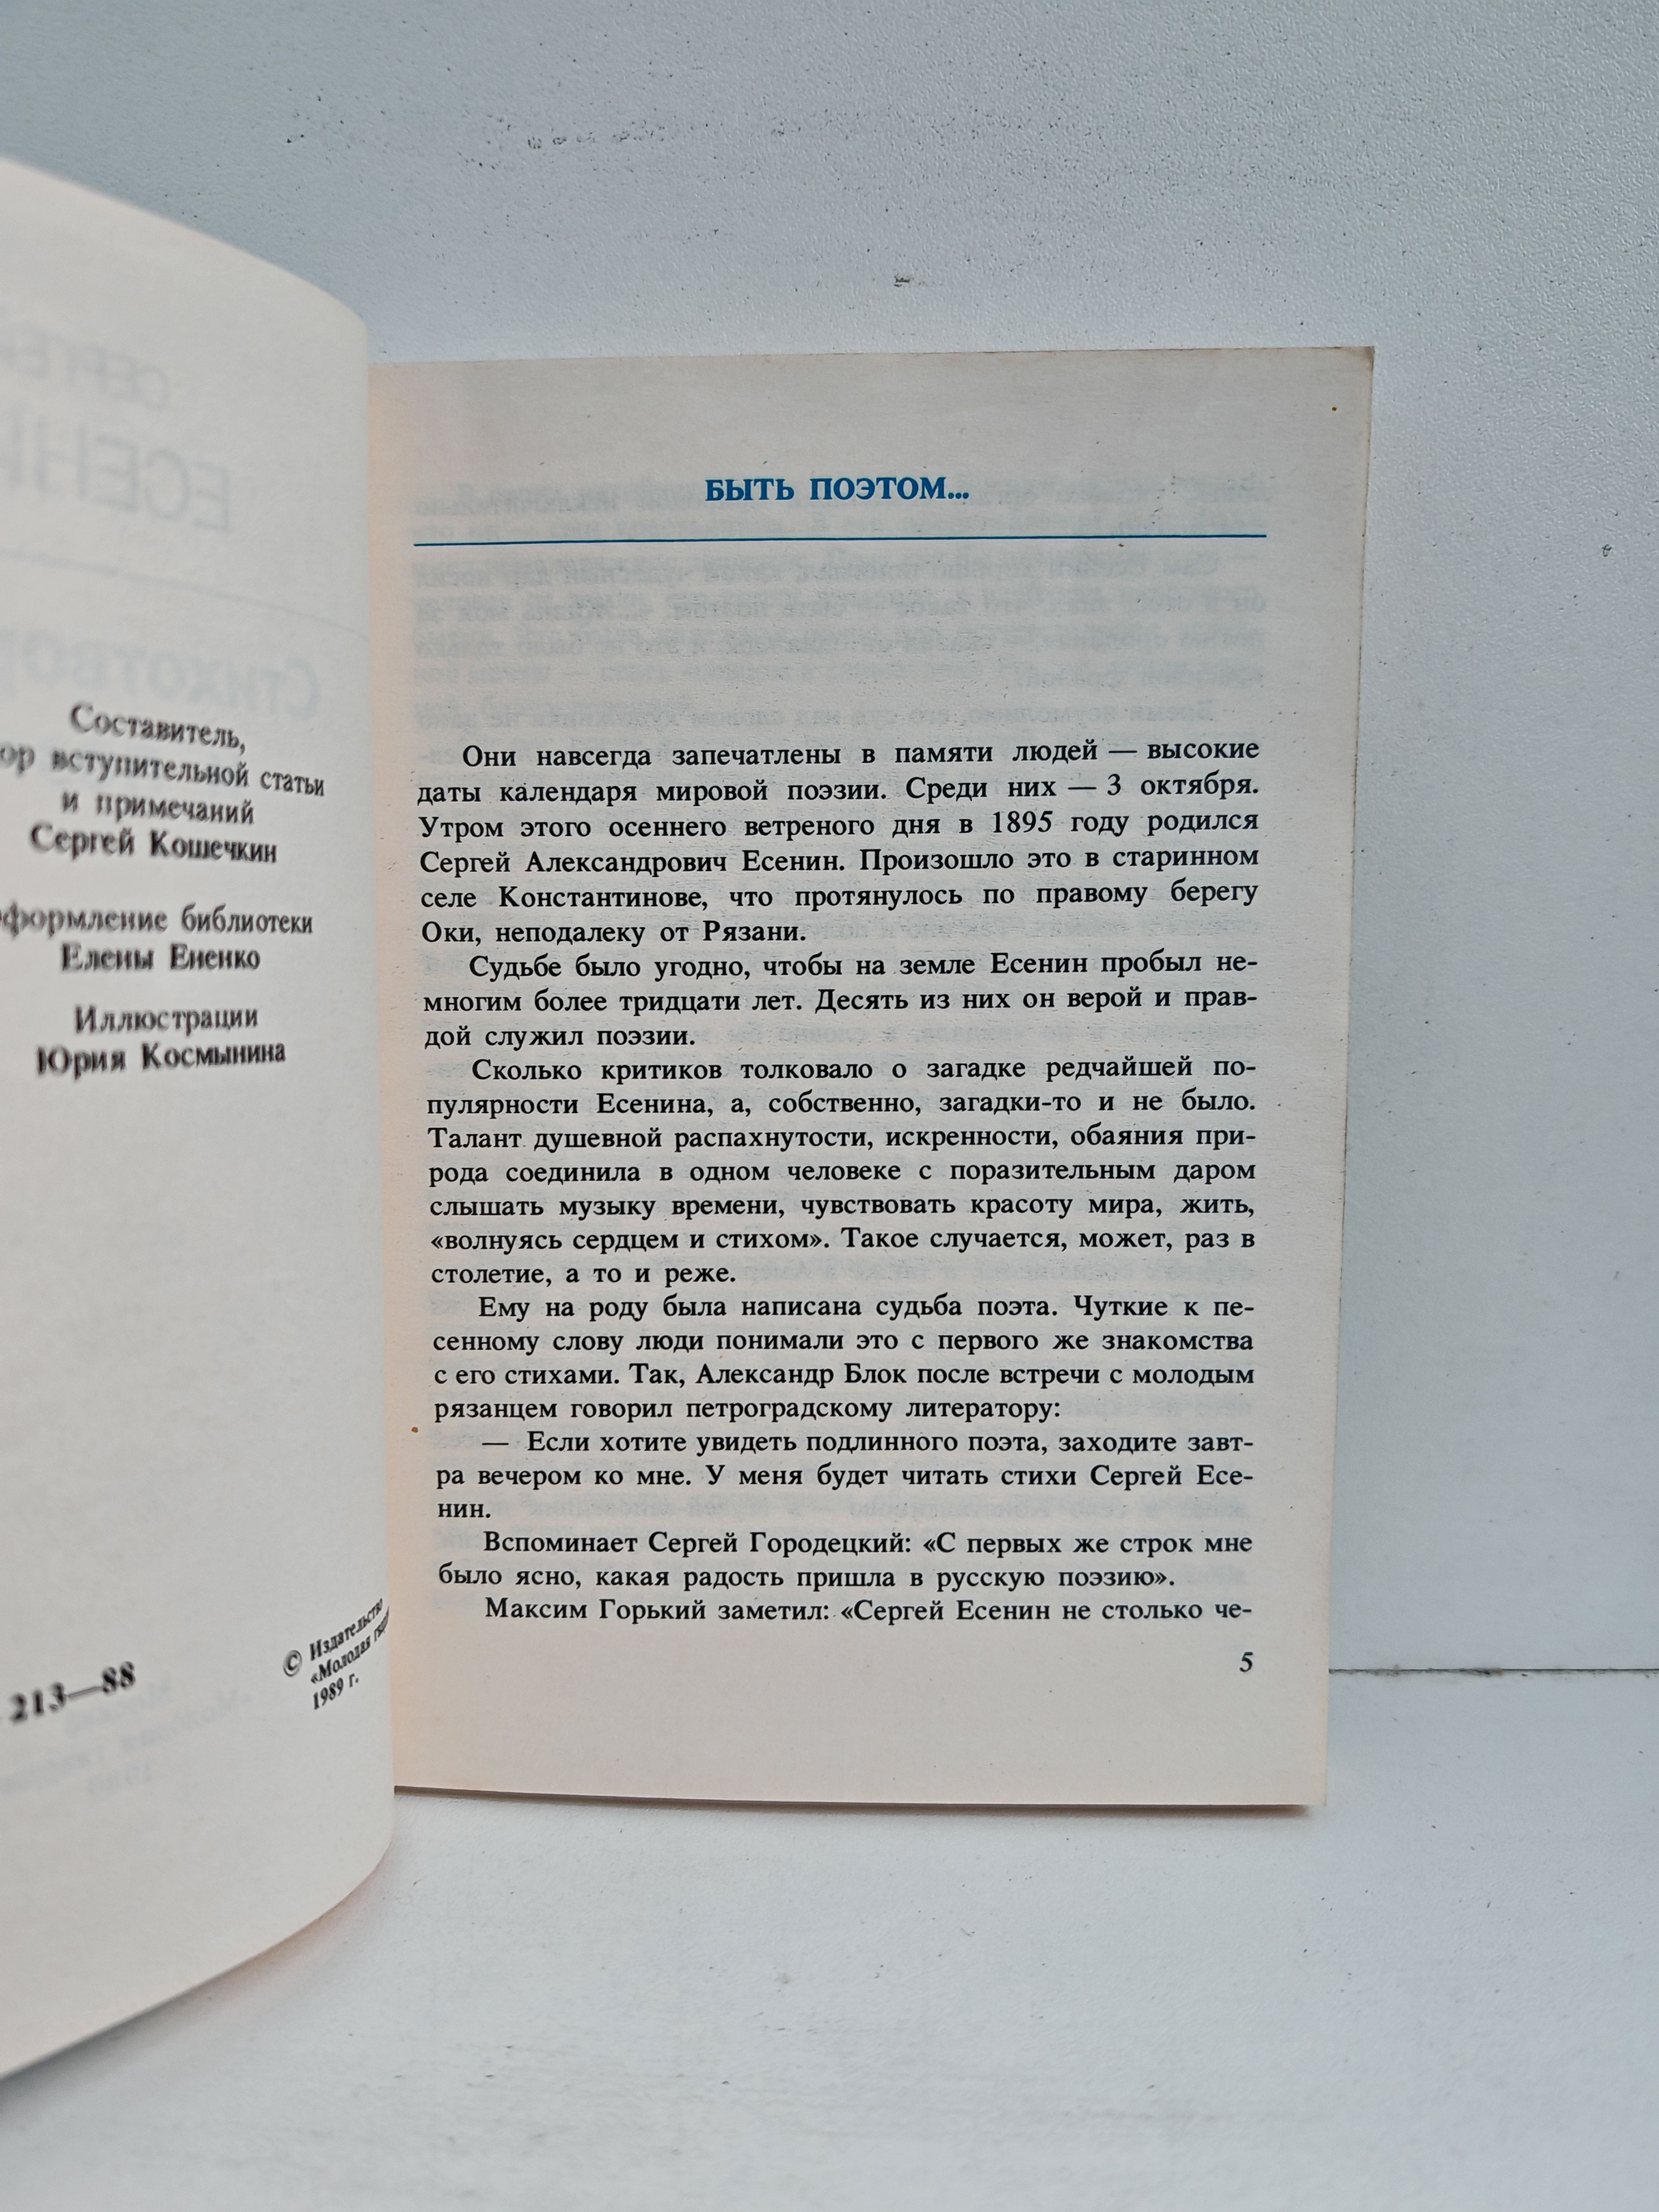 Составитель,
вступительной статьи
и примечаний
Сергей Кошечкин
библиотеки
Елены Ененко
Иллюстрации
Юрия Космынина
213—88
© Издательство
«Молодая
1989 г.
БЫТЬ ПОЭТОМ...
Они навсегда запечатлены в памяти людей — высокие
даты календаря мировой поэзии. Среди них — 3 октября.
Утром этого осеннего ветреного дня в 1895 году родился
Сергей Александрович Есенин. Произошло это в старинном
селе Константинове, что протянулось по правому берегу
Оки, неподалеку от Рязани.
Судьбе было угодно, чтобы на земле Есенин пробыл не-
многим более тридцати лет. Десять из них он верой и прав-
дой служил поэзии.
Сколько критиков толковало о загадке редчайшей по-
пулярности Есенина, а, собственно, загадки-то и не было.
Талант душевной распахнутости, искренности, обаяния при-
рода соединила в одном человеке с поразительным даром
слышать музыку времени, чувствовать красоту мира, жить,
«волнуясь сердцем и стихом». Такое случается, может, раз в
столетие, а то и реже.
Ему на роду была написана судьба поэта. Чуткие к пе-
сенному слову люди понимали это с первого же знакомства
с его стихами. Так, Александр Блок после встречи с молодым
рязанцем говорил петроградскому литератору:
— Если хотите увидеть подлинного поэта, заходите завт-
ра вечером ко мне. У меня будет читать стихи Сергей Есе-
нин.
Вспоминает Сергей Городецкий: «С первых же строк мне
было ясно, какая радость пришла в русскую поэзию».
Максим Горький заметил: «Сергей Есенин не столько че-
5